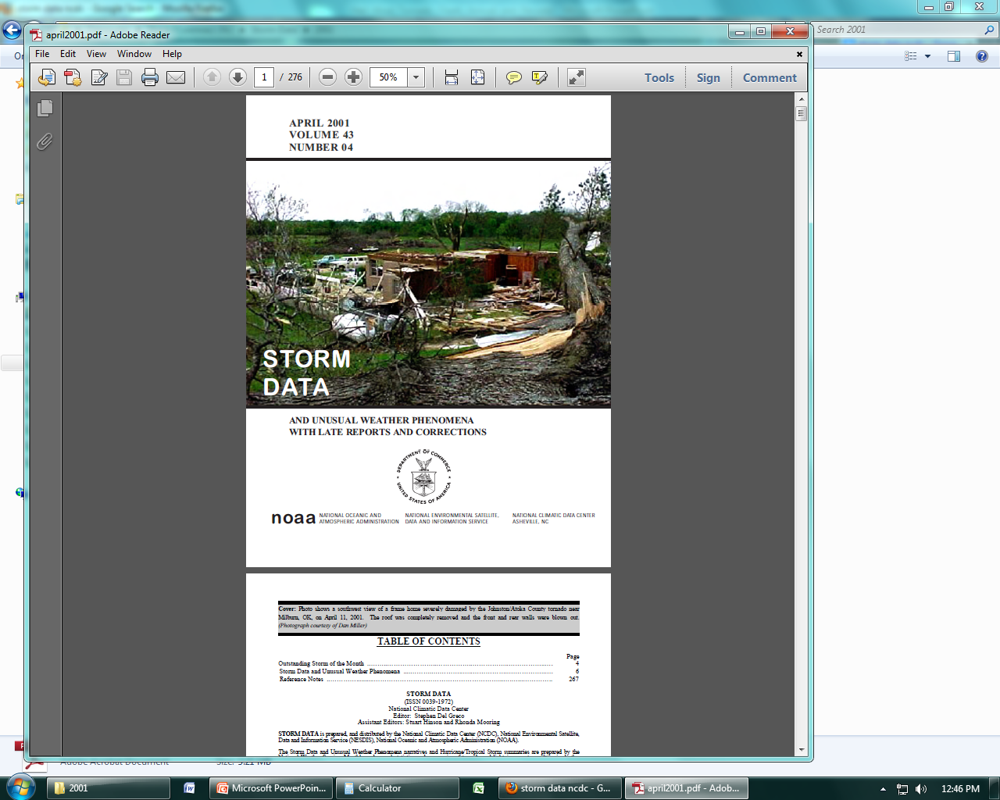 storm data ncdc - Google Search - Mozilla Firefox
april2001.pdf - Adobe Reader
Search 2001
File Edit View Window Help
1 / 276 50% Tools Sign Comment
APRIL 2001
VOLUME 43
NUMBER 04
STORM
DATA
AND UNUSUAL WEATHER PHENOMENA
WITH LATE REPORTS AND CORRECTIONS
DEPARTMENT OF COMMERCE
UNITED STATES OF AMERICA
noaa
NATIONAL OCEANIC AND
ATMOSPHERIC ADMINISTRATION
NATIONAL ENVIRONMENTAL SATELLITE,
DATA AND INFORMATION SERVICE
NATIONAL CLIMATIC DATA CENTER
ASHEVILLE, NC
Cover: Photo shows a southwest view of a frame home severely damaged by the Johnston/Atoka County tornado near
Milburn, OK, on April 11, 2001. The roof was completely removed and the front and rear walls were blown out.
(Photograph courtesy of Dan Miller)
TABLE OF CONTENTS
Page
Outstanding Storm of the Month 4
Storm Data and Unusual Weather Phenomena 6
Reference Notes 267
STORM DATA
(ISSN 0039-1972)
National Climatic Data Center
Editor: Stephen Del Greco
Assistant Editors: Stuart Hinson and Rhonda Mooring
STORM DATA is prepared, and distributed by the National Climatic Data Center (NCDC), National Environmental Satellite,
Data and Information Service (NESDIS), National Oceanic and Atmospheric Administration (NOAA).
The Storm Data and Unusual Weather Phenomena narratives and Hurricane/Tropical Storm summaries are prepared by the
Adobe Acrobat Document Size: 5.21 MB
2001 Microsoft PowerPoin... Calculator storm data ncdc - G... april2001.pdf - Adob... 12:46 PM